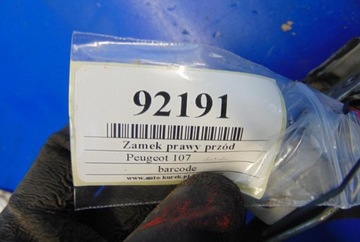 92191
Zamek prawy przód
Peugeot 107
barcode
www.auto.kurek.pl